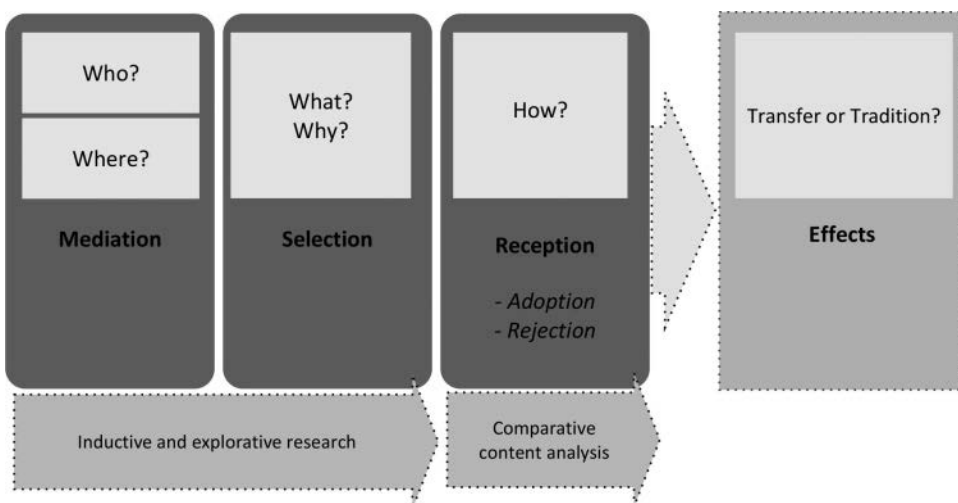 Who?
Where?
Mediation
What?
Why?
Selection
How?
Reception
- Adoption
- Rejection
Transfer or Tradition?
Effects
Inductive and explorative research
Comparative
content analysis